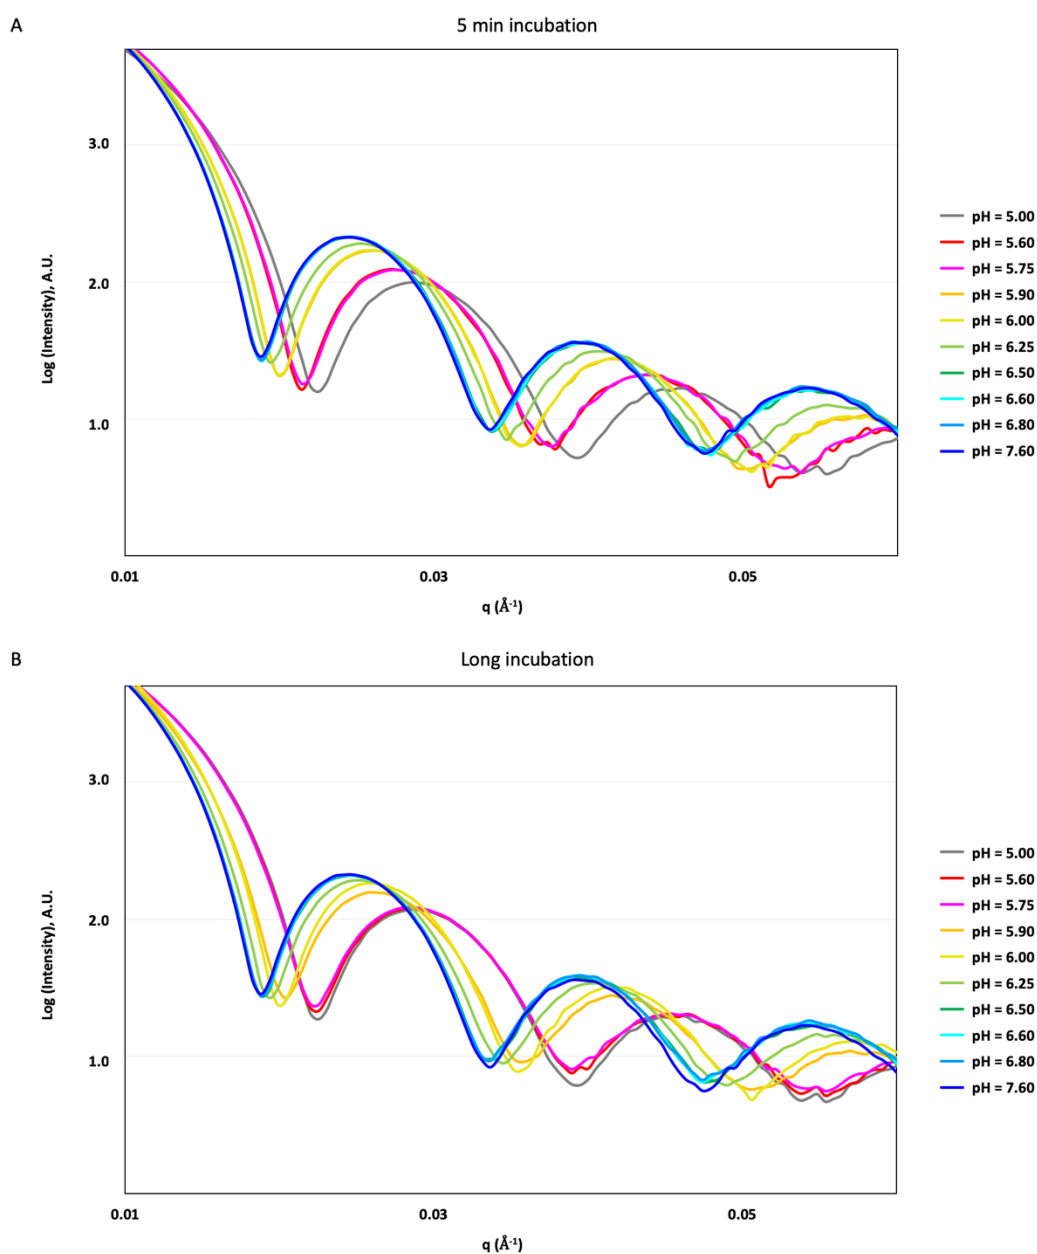 A
5 min incubation
Log (Intensity), A.U.
3.0
2.0
1.0
0.01
0.03
0.05
q (Å⁻¹)
pH = 5.00
pH = 5.60
pH = 5.75
pH = 5.90
pH = 6.00
pH = 6.25
pH = 6.50
pH = 6.60
pH = 6.80
pH = 7.60
B
Long incubation
Log (Intensity), A.U.
3.0
2.0
1.0
0.01
0.03
0.05
q (Å⁻¹)
pH = 5.00
pH = 5.60
pH = 5.75
pH = 5.90
pH = 6.00
pH = 6.25
pH = 6.50
pH = 6.60
pH = 6.80
pH = 7.60